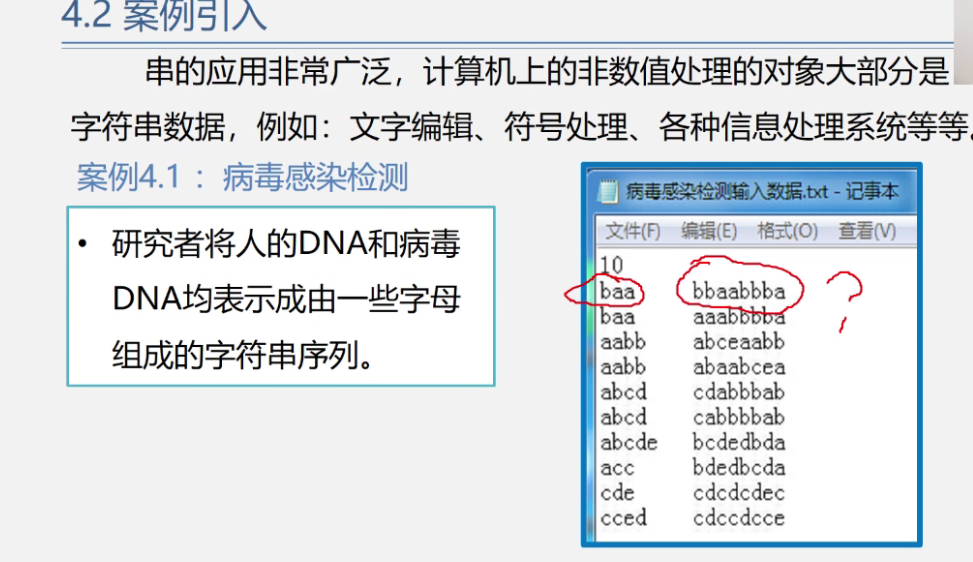 4.2 案例引入
串的应用非常广泛，计算机上的非数值处理的对象大部分是
字符串数据，例如：文字编辑、符号处理、各种信息处理系统等等。
案例4.1 ：病毒感染检测
• 研究者将人的DNA和病毒
DNA均表示成由一些字母
组成的字符串序列。
病毒感染检测输入数据.txt - 记事本
文件(F) 编辑(E) 格式(O) 查看(V)
10
baa bbaabbba ?
baa aaabbbba
aabb abceaabb
aabb abaabcea
abcd cdabbbab
abcd cabbbbab
abcde bcdedbda
acc bdedbcda
cde cdcdcdec
cced cdccdcce